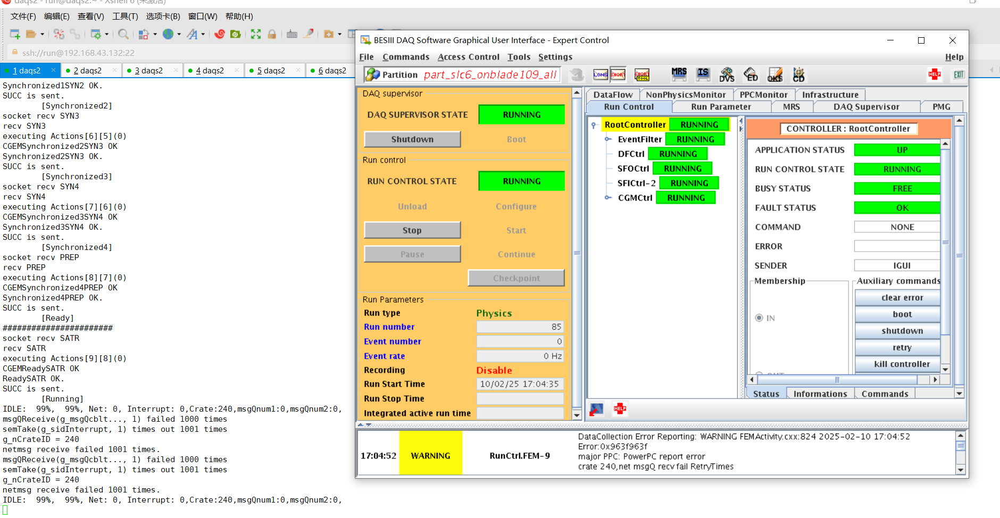 daqs2 - run@daqs2:~ - Xshell 6 (未激活)
文件(F) 编辑(E) 查看(V) 工具(T) 选项卡(B) 窗口(W) 帮助(H)
ssh://run@192.168.43.132:22
1 daqs2 × 2 daqs2 × 3 daqs2 × 4 daqs2 × 5 daqs2 × 6 daqs2
Synchronized1SYN2 OK.
SUCC is sent.
[Synchronized2]
socket recv SYN3
recv SYN3
executing Actions[6][5](0)
CGEMSynchronized2SYN3 OK
Synchronized2SYN3 OK.
SUCC is sent.
[Synchronized3]
socket recv SYN4
recv SYN4
executing Actions[7][6](0)
CGEMSynchronized3SYN4 OK
Synchronized3SYN4 OK.
SUCC is sent.
[Synchronized4]
socket recv PREP
recv PREP
executing Actions[8][7](0)
CGEMSynchronized4PREP OK
Synchronized4PREP OK.
SUCC is sent.
[Ready]
#######################
socket recv SATR
recv SATR
executing Actions[9][8](0)
CGEMReadySATR OK
ReadySATR OK.
SUCC is sent.
[Running]
IDLE:  99%,  99%, Net: 0, Interrupt: 0,Crate:240,msgQnum1:0,msgQnum2:0,
msgQReceive(g_msgQcblt..., 1) failed 1000 times
semTake(g_sidInterrupt, 1) times out 1001 times
g_nCrateID = 240
netmsg receive failed 1001 times.
msgQReceive(g_msgQcblt..., 1) failed 1000 times
semTake(g_sidInterrupt, 1) times out 1001 times
g_nCrateID = 240
netmsg receive failed 1001 times.
IDLE:  99%,  99%, Net: 0, Interrupt: 0,Crate:240,msgQnum1:0,msgQnum2:0,
BESIII DAQ Software Graphical User Interface - Expert Control
File Commands Access Control Tools Settings Help
Partition part_slc6_onblade109_all
LONG SHORT SHORT TOOL MRS IS DVS ED OKS CD HELP EXIT
DAQ supervisor
DAQ SUPERVISOR STATE RUNNING
Shutdown Boot
Run control
RUN CONTROL STATE RUNNING
Unload Configure
Stop Start
Pause Continue
Checkpoint
Run Parameters
Run type Physics
Run number 85
Event number 0
Event rate 0 Hz
Recording Disable
Run Start Time 10/02/25 17:04:35
Run Stop Time
Integrated active run time
DataFlow NonPhysicsMonitor PPCMonitor Infrastructure
Run Control Run Parameter MRS DAQ Supervisor PMG
RootController RUNNING
EventFilter RUNNING
DFCtrl RUNNING
SFOCtrl RUNNING
SFICtrl-2 RUNNING
CGMCtrl RUNNING
HELP
CONTROLLER : RootController
APPLICATION STATUS UP
RUN CONTROL STATE RUNNING
BUSY STATUS FREE
FAULT STATUS OK
COMMAND NONE
ERROR
SENDER IGUI
Membership
IN
Auxiliary commands
clear error
boot
shutdown
retry
kill controller
Status Informations Commands
17:04:52 WARNING RunCtrl.FEM-9
DataCollection Error Reporting: WARNING FEMActivity.cxx:824 2025-02-10 17:04:52
Error:0x963f963f
major PPC: PowerPC report error
crate 240,net msgQ recv fail RetryTimes